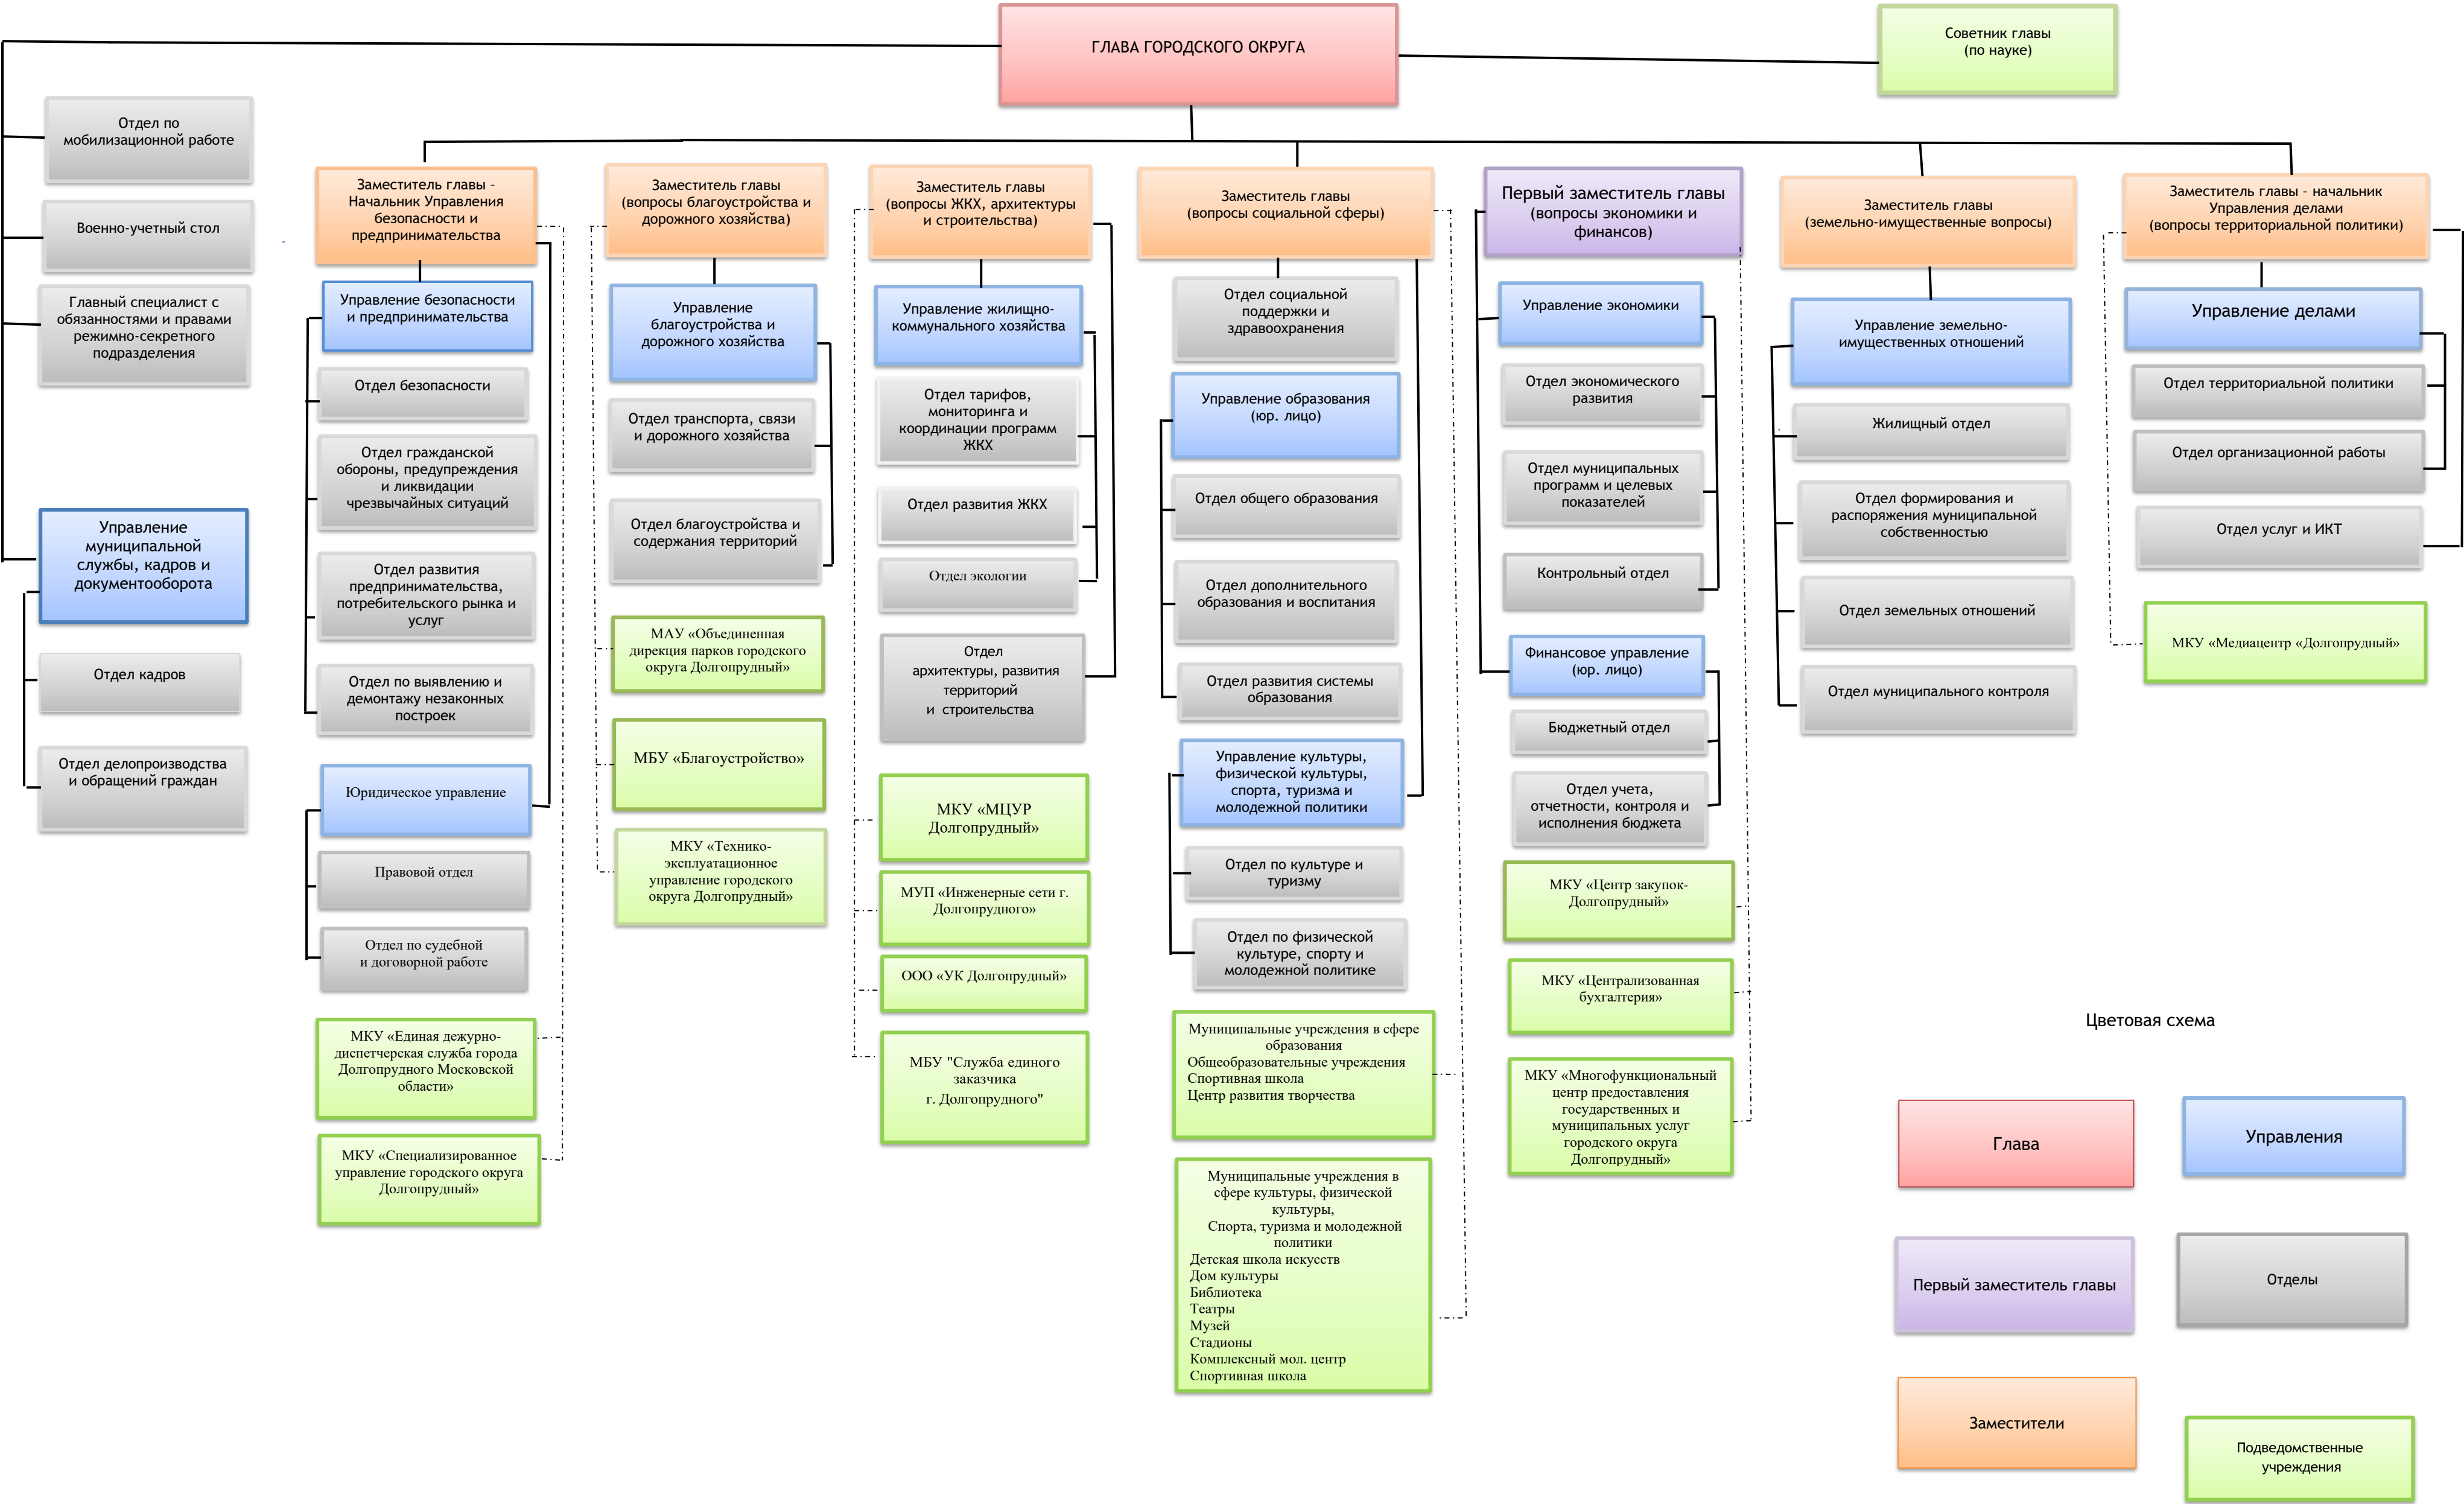 ГЛАВА ГОРОДСКОГО ОКРУГА
Советник главы
(по науке)
Отдел по
мобилизационной работе
Военно-учетный стол
Главный специалист с
обязанностями и правами
режимно-секретного
подразделения
Управление
муниципальной
службы, кадров и
документооборота
Отдел кадров
Отдел делопроизводства
и обращений граждан
Заместитель главы –
Начальник Управления
безопасности и
предпринимательства
Управление безопасности
и предпринимательства
Отдел безопасности
Отдел гражданской
обороны, предупреждения
и ликвидации
чрезвычайных ситуаций
Отдел развития
предпринимательства,
потребительского рынка и
услуг
Отдел по выявлению и
демонтажу незаконных
построек
Юридическое управление
Правовой отдел
Отдел по судебной
и договорной работе
МКУ «Единая дежурно-
диспетчерская служба города
Долгопрудного Московской
области»
МКУ «Специализированное
управление городского округа
Долгопрудный»
Заместитель главы
(вопросы благоустройства и
дорожного хозяйства)
Управление
благоустройства и
дорожного хозяйства
Отдел транспорта, связи
и дорожного хозяйства
Отдел благоустройства и
содержания территорий
МАУ «Объединенная
дирекция парков городского
округа Долгопрудный»
МБУ «Благоустройство»
МКУ «Технико-
эксплуатационное
управление городского
округа Долгопрудный»
Заместитель главы
(вопросы ЖКХ, архитектуры
и строительства)
Управление жилищно-
коммунального хозяйства
Отдел тарифов,
мониторинга и
координации программ
ЖКХ
Отдел развития ЖКХ
Отдел экологии
Отдел
архитектуры, развития
территорий
и строительства
МКУ «МЦУР
Долгопрудный»
МУП «Инженерные сети г.
Долгопрудного»
ООО «УК Долгопрудный»
МБУ "Служба единого
заказчика
г. Долгопрудного"
Заместитель главы
(вопросы социальной сферы)
Отдел социальной
поддержки и
здравоохранения
Управление образования
(юр. лицо)
Отдел общего образования
Отдел дополнительного
образования и воспитания
Отдел развития системы
образования
Управление культуры,
физической культуры,
спорта, туризма и
молодежной политики
Отдел по культуре и
туризму
Отдел по физической
культуре, спорту и
молодежной политике
Муниципальные учреждения в сфере
образования
Общеобразовательные учреждения
Спортивная школа
Центр развития творчества
Муниципальные учреждения в
сфере культуры, физической
культуры,
Спорта, туризма и молодежной
политики
Детская школа искусств
Дом культуры
Библиотека
Театры
Музей
Стадионы
Комплексный мол. центр
Спортивная школа
Первый заместитель главы
(вопросы экономики и
финансов)
Управление экономики
Отдел экономического
развития
Отдел муниципальных
программ и целевых
показателей
Контрольный отдел
Финансовое управление
(юр. лицо)
Бюджетный отдел
Отдел учета,
отчетности, контроля и
исполнения бюджета
МКУ «Центр закупок-
Долгопрудный»
МКУ «Централизованная
бухгалтерия»
МКУ «Многофункциональный
центр предоставления
государственных и
муниципальных услуг
городского округа
Долгопрудный»
Заместитель главы
(земельно-имущественные вопросы)
Управление земельно-
имущественных отношений
Жилищный отдел
Отдел формирования и
распоряжения муниципальной
собственностью
Отдел земельных отношений
Отдел муниципального контроля
Заместитель главы – начальник
Управления делами
(вопросы территориальной политики)
Управление делами
Отдел территориальной политики
Отдел организационной работы
Отдел услуг и ИКТ
МКУ «Медиацентр «Долгопрудный»
Цветовая схема
Глава
Управления
Первый заместитель главы
Отделы
Заместители
Подведомственные
учреждения